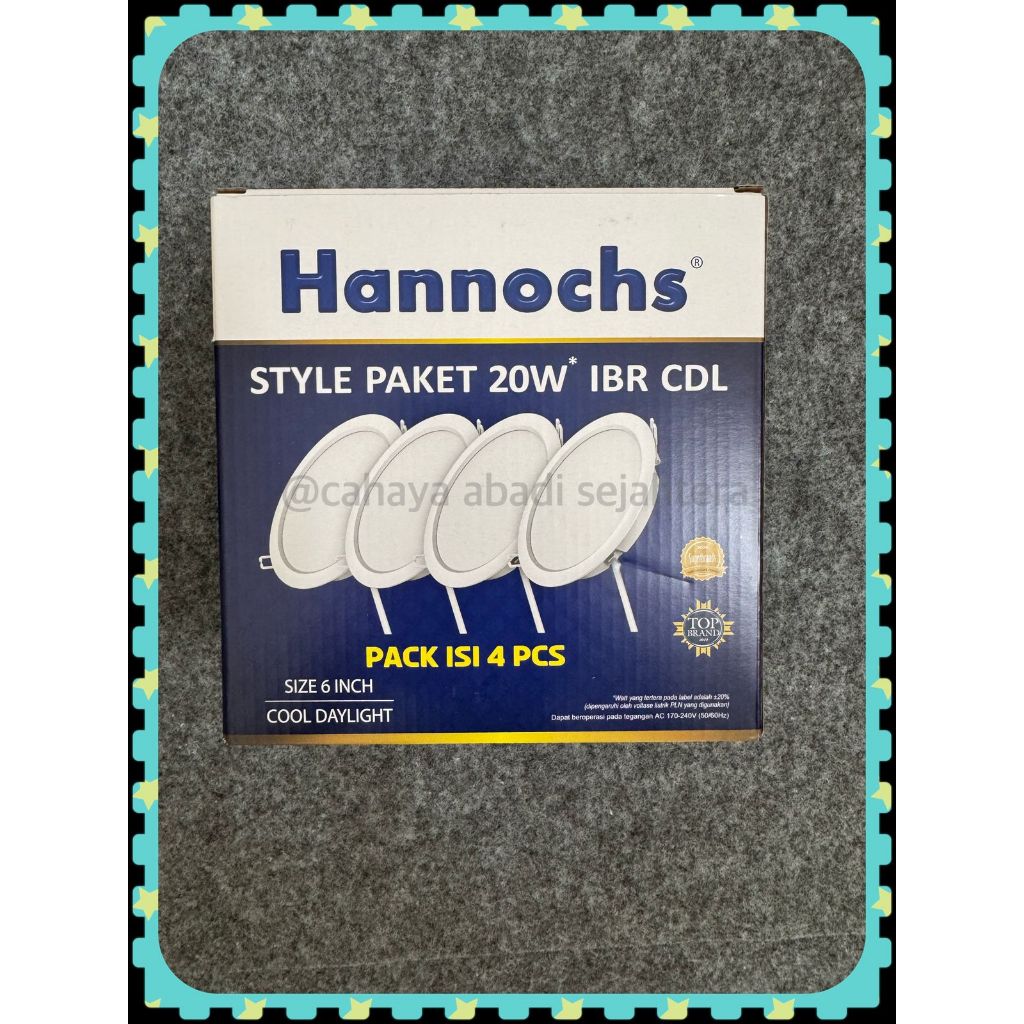 Hannochs®
STYLE PAKET 20W* IBR CDL
@cahaya abadi sejahtera
Superbrands
TOP
BRAND
PACK ISI 4 PCS
SIZE 6 INCH
COOL DAYLIGHT
*Watt yang tertera pada label adalah ±20%
(dipengaruhi oleh voltase listrik PLN yang digunakan)
Dapat beroperasi pada tegangan AC 170-240V (50/60Hz)